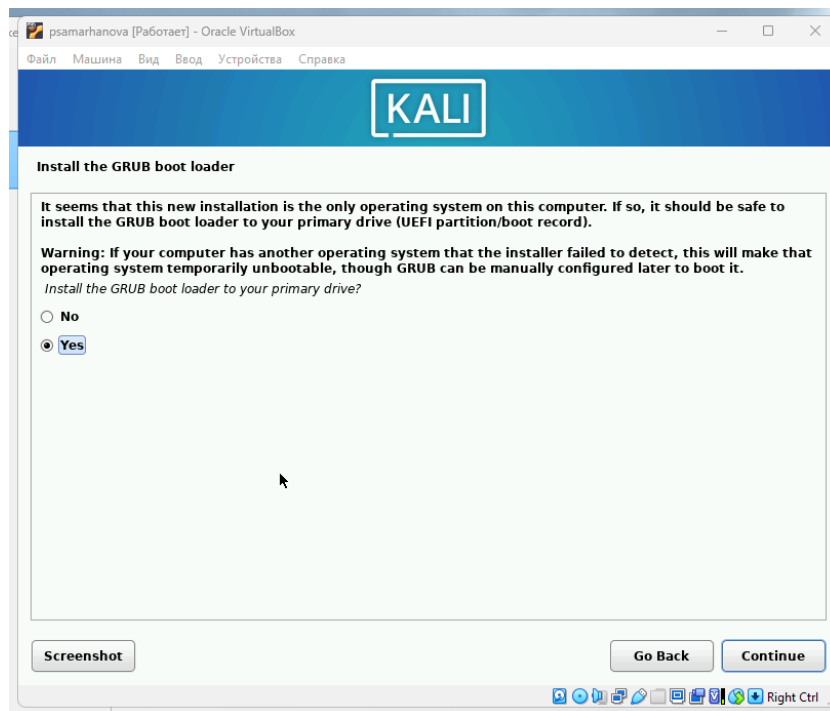 psamarhanova [Работает] - Oracle VirtualBox
Файл Машина Вид Ввод Устройства Справка
KALI
Install the GRUB boot loader
It seems that this new installation is the only operating system on this computer. If so, it should be safe to
install the GRUB boot loader to your primary drive (UEFI partition/boot record).
Warning: If your computer has another operating system that the installer failed to detect, this will make that
operating system temporarily unbootable, though GRUB can be manually configured later to boot it.
Install the GRUB boot loader to your primary drive?
No
Yes
Screenshot
Go Back
Continue
Right Ctrl